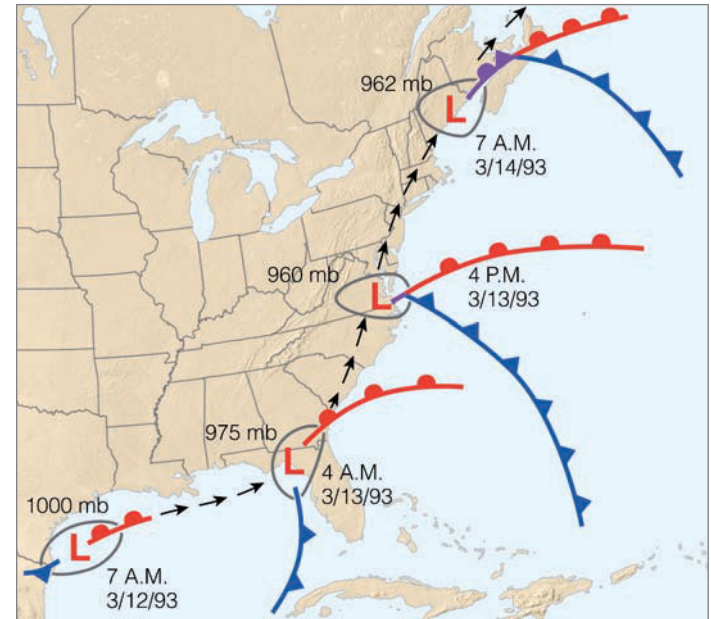 962 mb
L
7 A.M.
3/14/93
960 mb
L
4 P.M.
3/13/93
975 mb
L
4 A.M.
3/13/93
1000 mb
L
7 A.M.
3/12/93